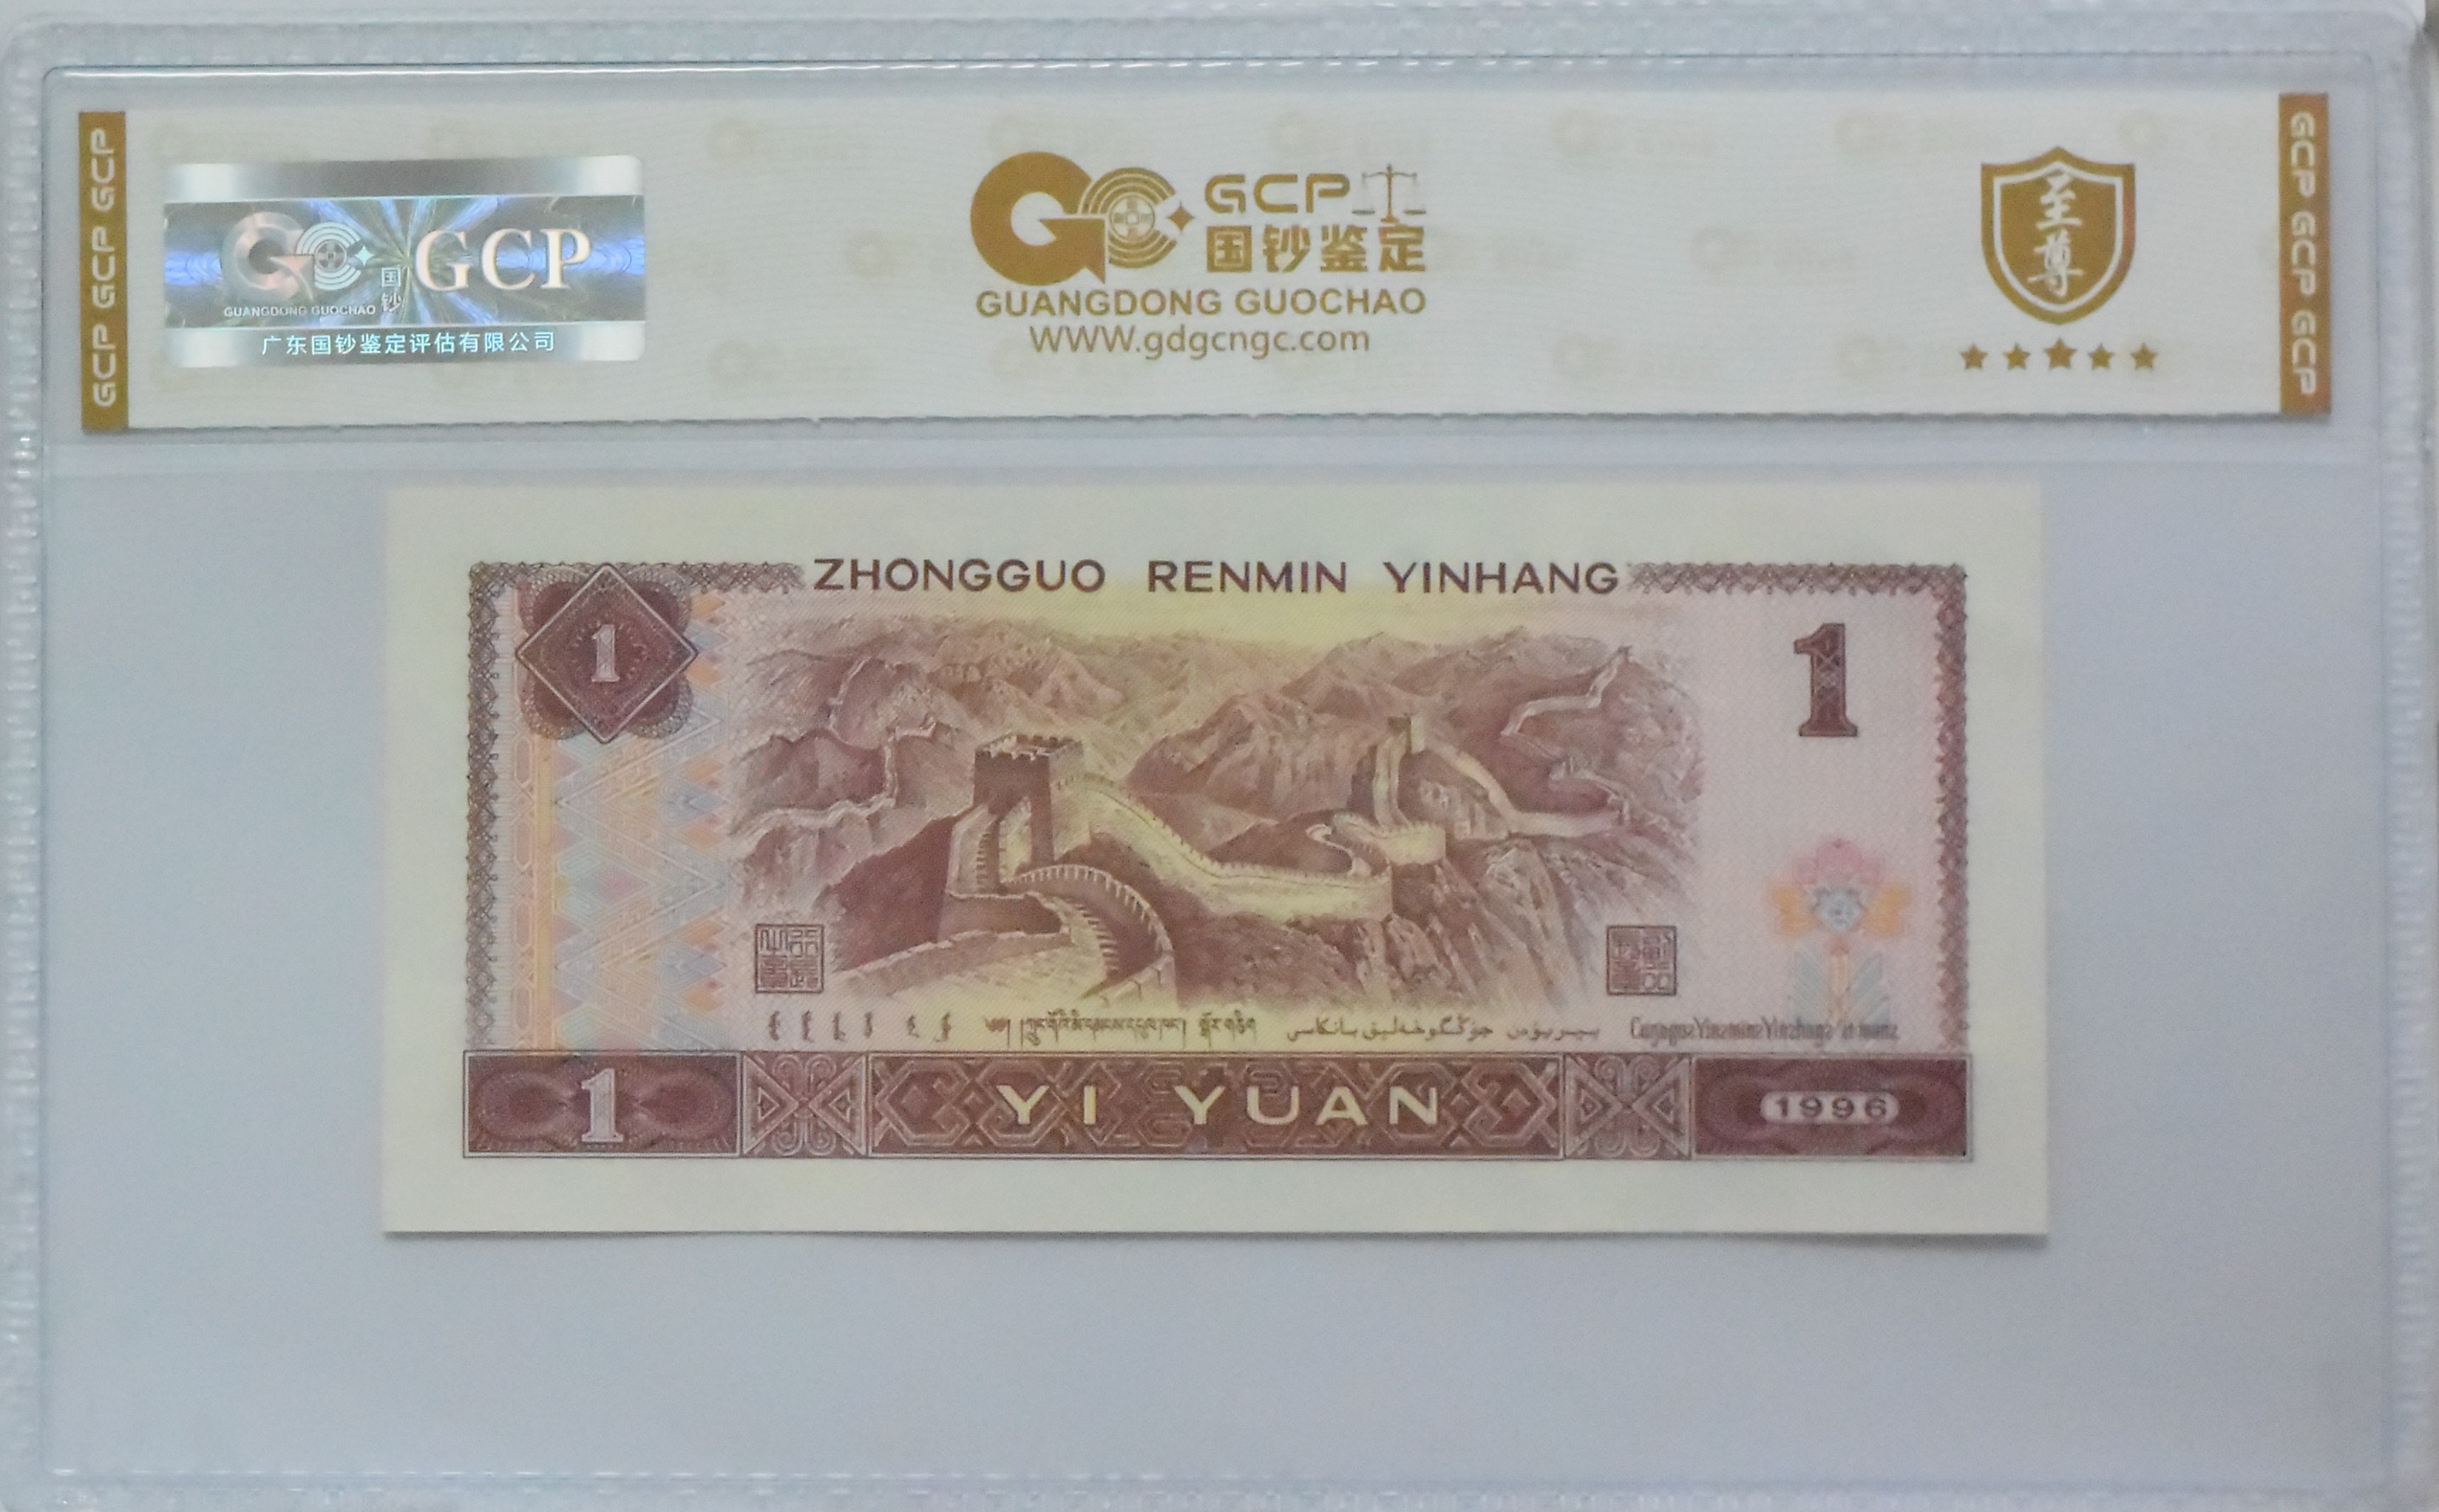 GCP GCP GCP
国钞 GCP
GUANGDONG GUOCHAO
广东国钞鉴定评估有限公司
GCP
国钞鉴定
GUANGDONG GUOCHAO
WWW.gdgcngc.com
至尊
GCP GCP GCP
ZHONGGUO RENMIN YINHANG
1
1
1
YI YUAN
1996